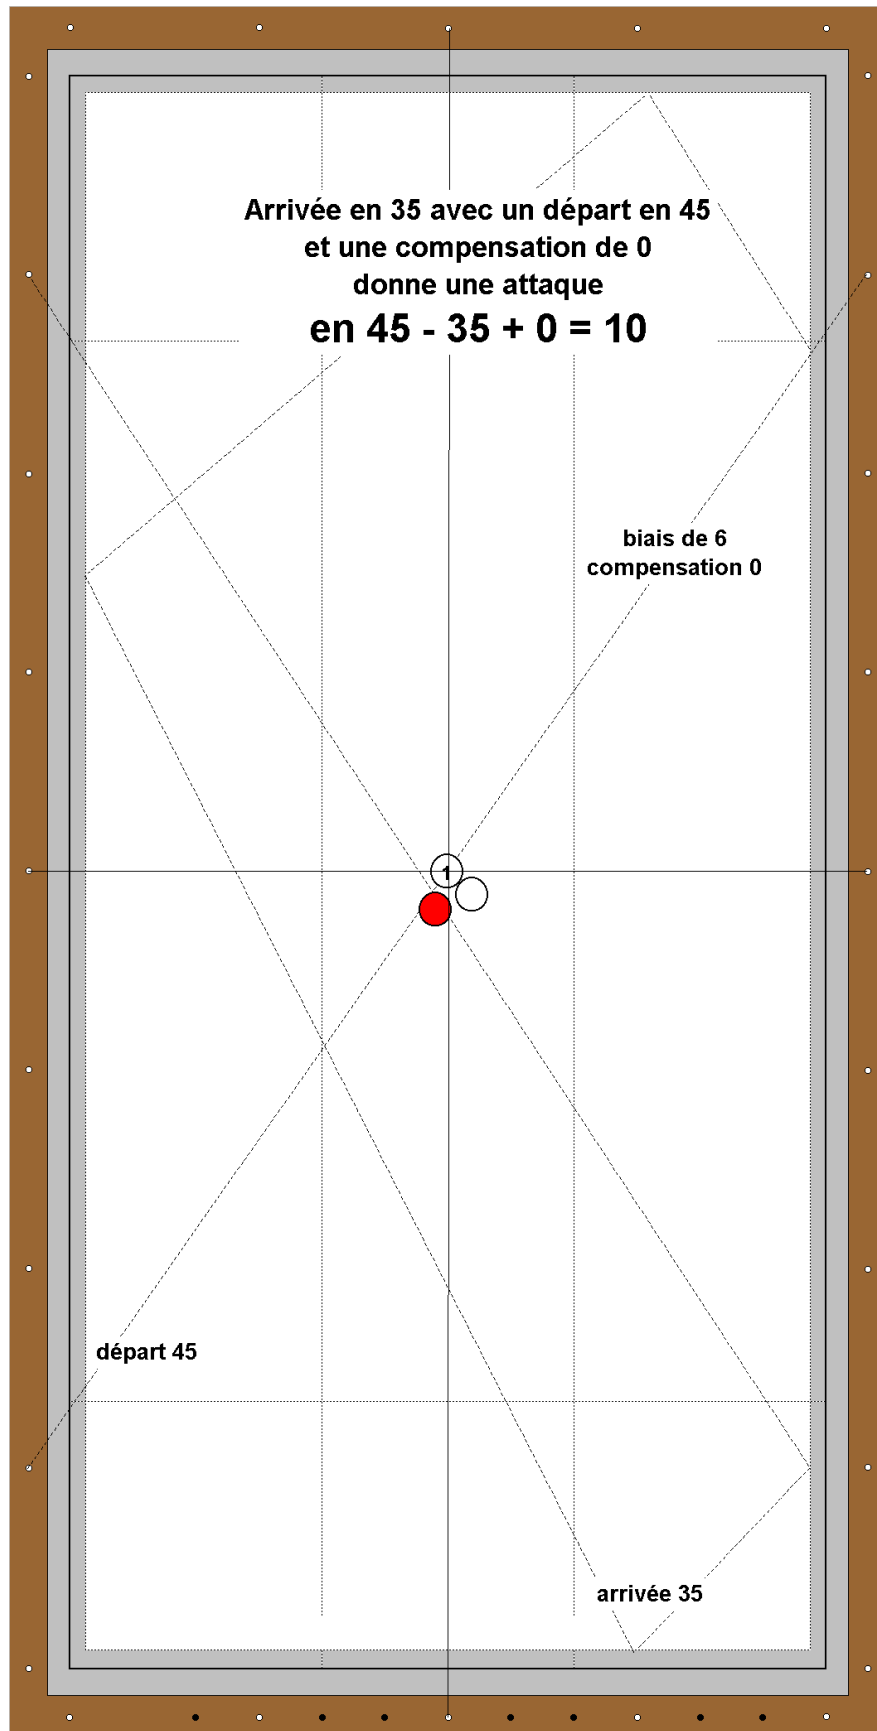 Arrivée en 35 avec un départ en 45
et une compensation de 0
donne une attaque
en 45 - 35 + 0 = 10
biais de 6
compensation 0
1
départ 45
arrivée 35